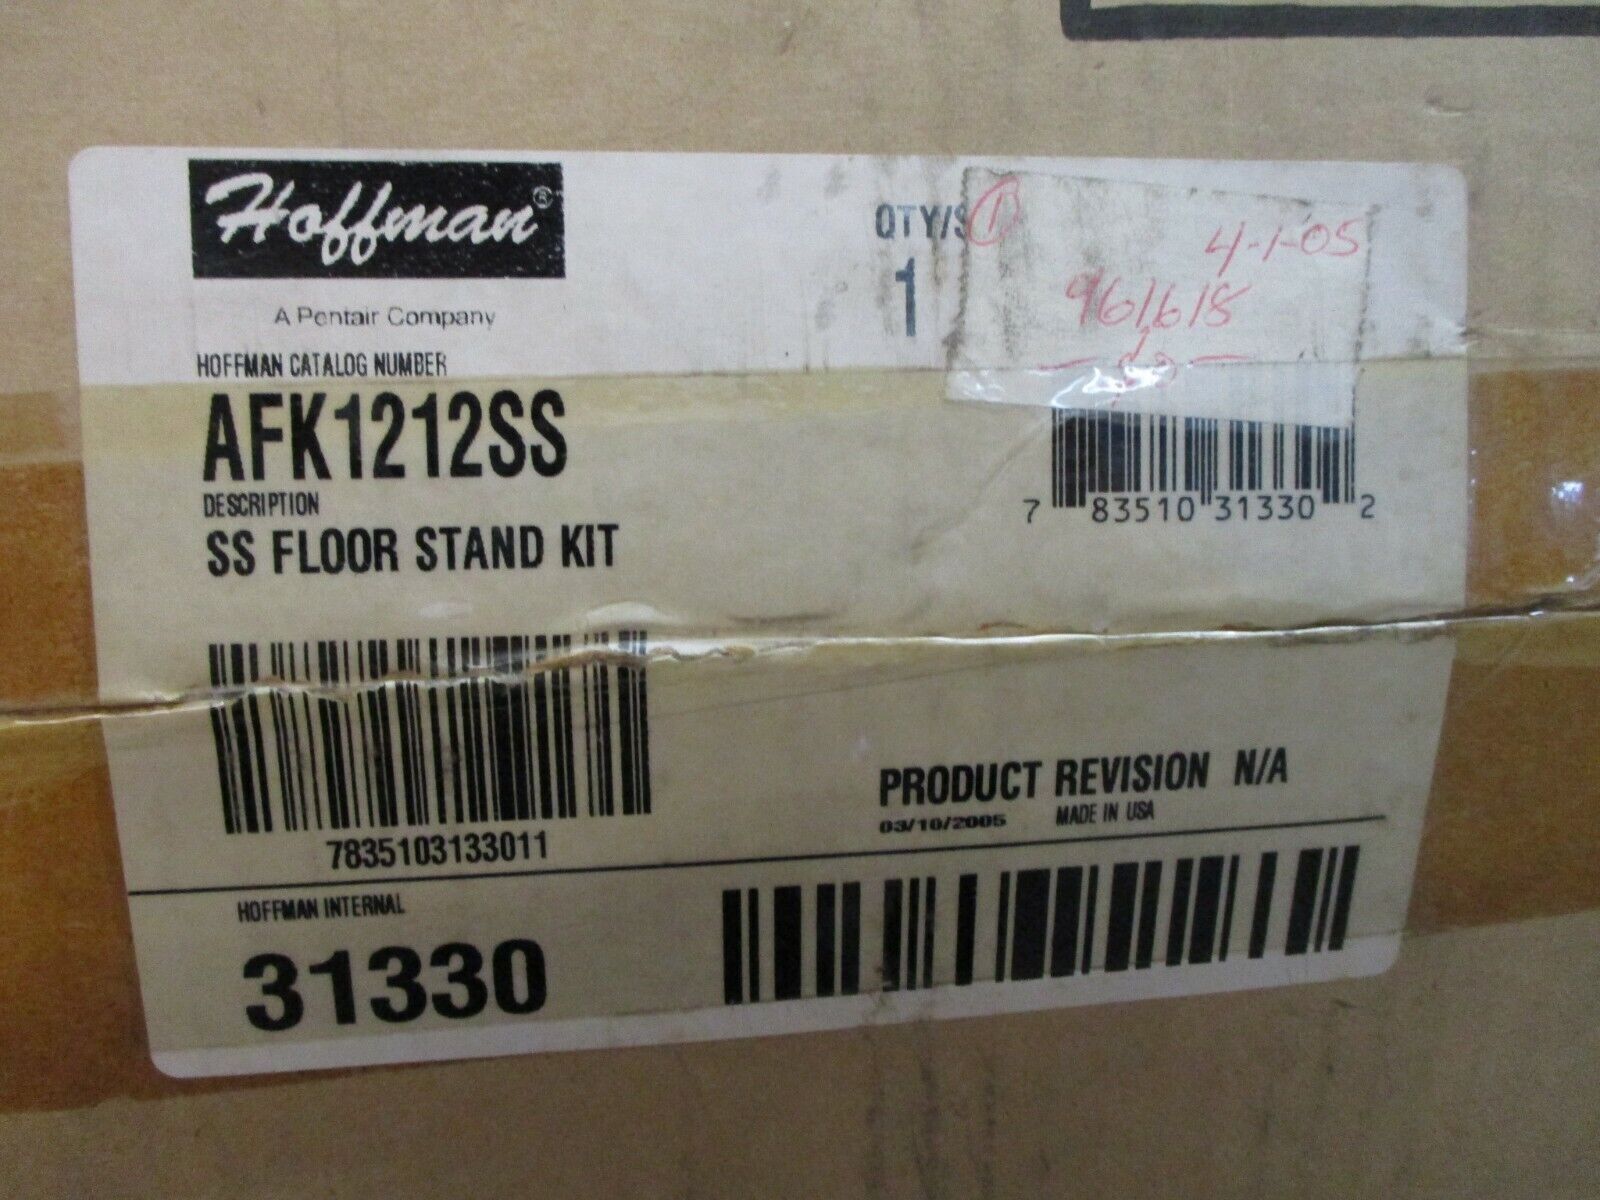 Hoffman®
A Pentair Company
QTY/S
1
① 4-1-05
961618
HOFFMAN CATALOG NUMBER
AFK1212SS
DESCRIPTION
SS FLOOR STAND KIT
7 83510 31330 2
7835103133011
PRODUCT REVISION N/A
03/10/2005 MADE IN USA
HOFFMAN INTERNAL
31330